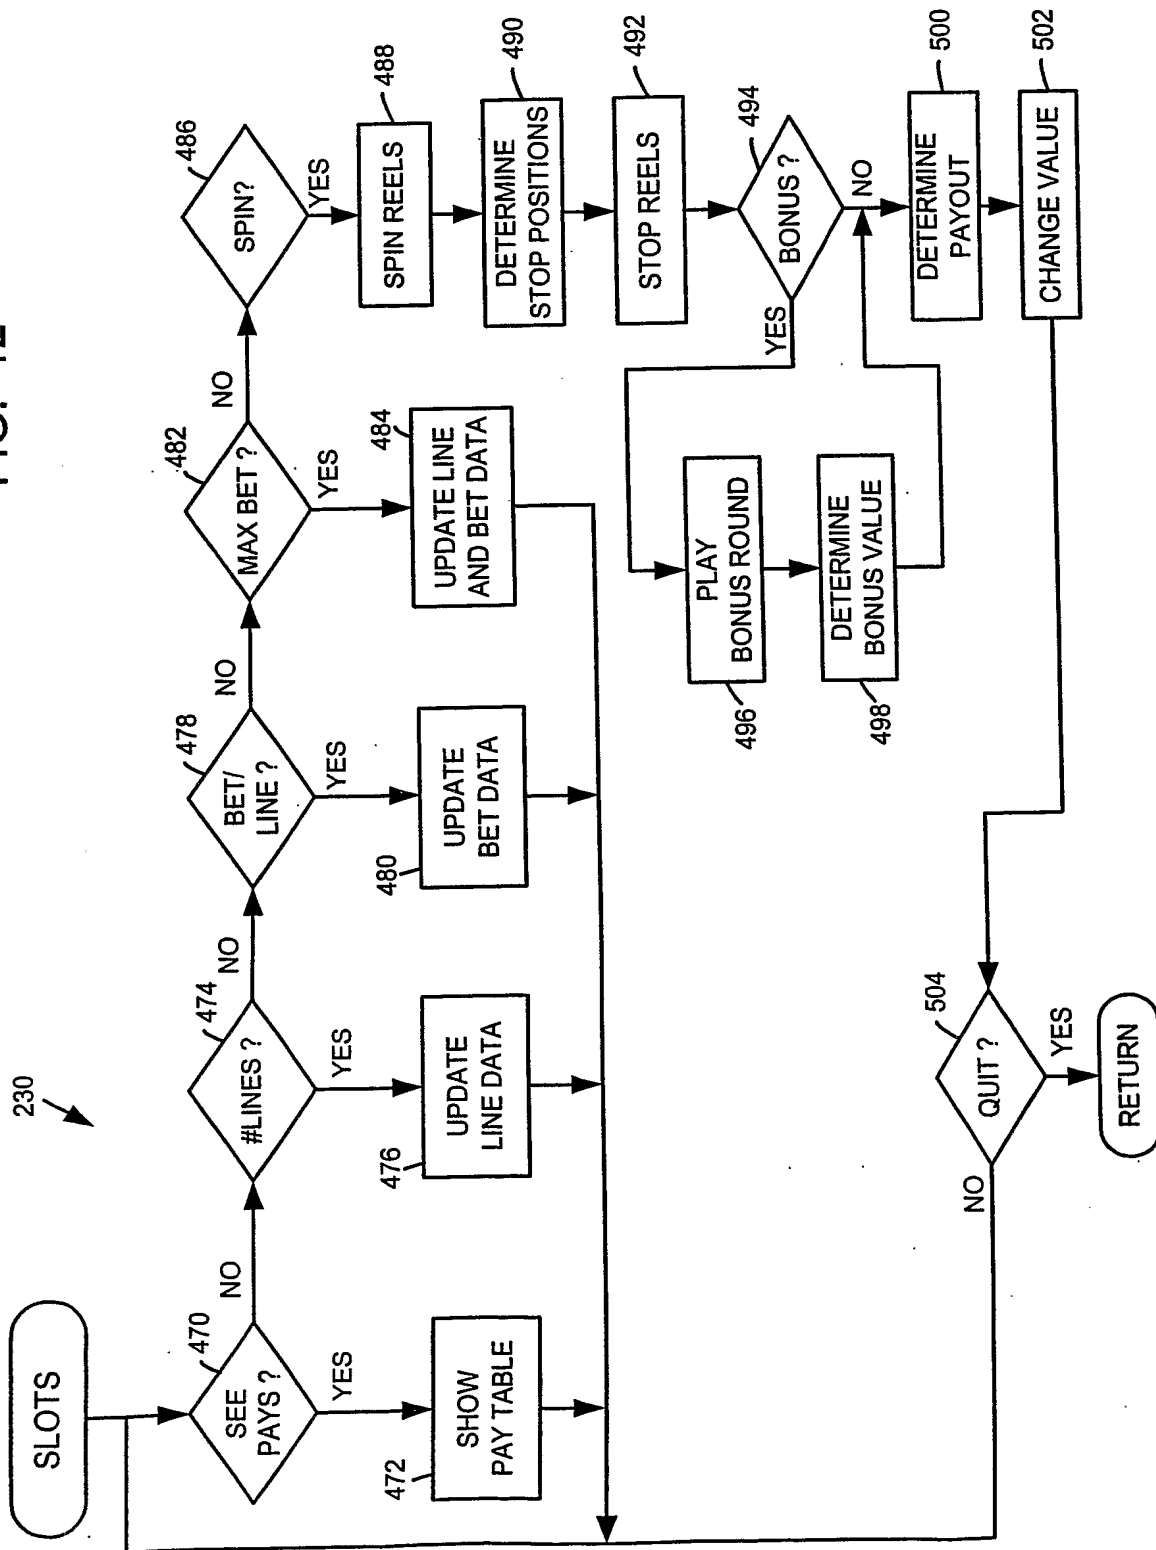 230
SLOTS
470
SEE
PAYS ?
NO
YES
472
SHOW
PAY TABLE
474
#LINES ?
NO
YES
476
UPDATE
LINE DATA
478
BET/
LINE ?
NO
YES
480
UPDATE
BET DATA
482
MAX BET ?
NO
YES
484
UPDATE LINE
AND BET DATA
486
SPIN?
YES
488
SPIN REELS
490
DETERMINE
STOP POSITIONS
492
STOP REELS
494
BONUS ?
YES
NO
PLAY
BONUS ROUND
496
DETERMINE
BONUS VALUE
498
500
DETERMINE
PAYOUT
502
CHANGE VALUE
504
QUIT ?
NO
YES
RETURN